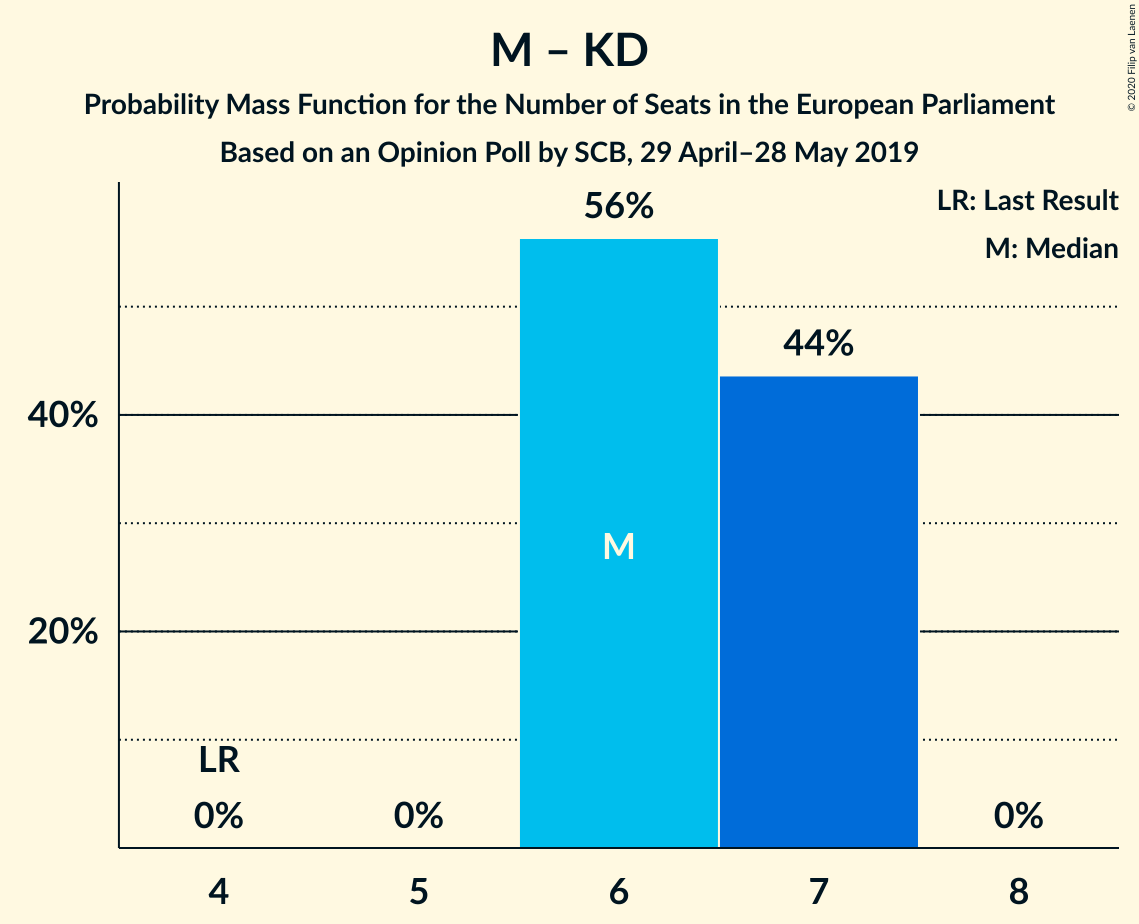 M – KD
Probability Mass Function for the Number of Seats in the European Parliament
Based on an Opinion Poll by SCB, 29 April–28 May 2019
© 2020 Filip van Laenen
LR: Last Result
M: Median
56%
44%
40%
M
20%
LR
0%
0%
0%
4
5
6
7
8